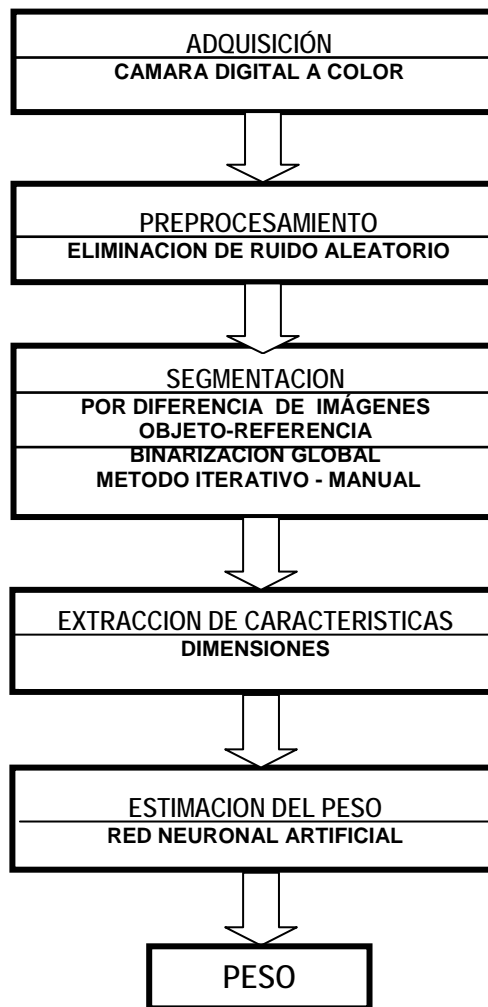 ADQUISICIÓN
CAMARA DIGITAL A COLOR
PREPROCESAMIENTO
ELIMINACION DE RUIDO ALEATORIO
SEGMENTACION
POR DIFERENCIA DE IMÁGENES
OBJETO-REFERENCIA
BINARIZACIÓN GLOBAL
METODO ITERATIVO - MANUAL
EXTRACCION DE CARACTERISTICAS
DIMENSIONES
ESTIMACION DEL PESO
RED NEURONAL ARTIFICIAL
PESO